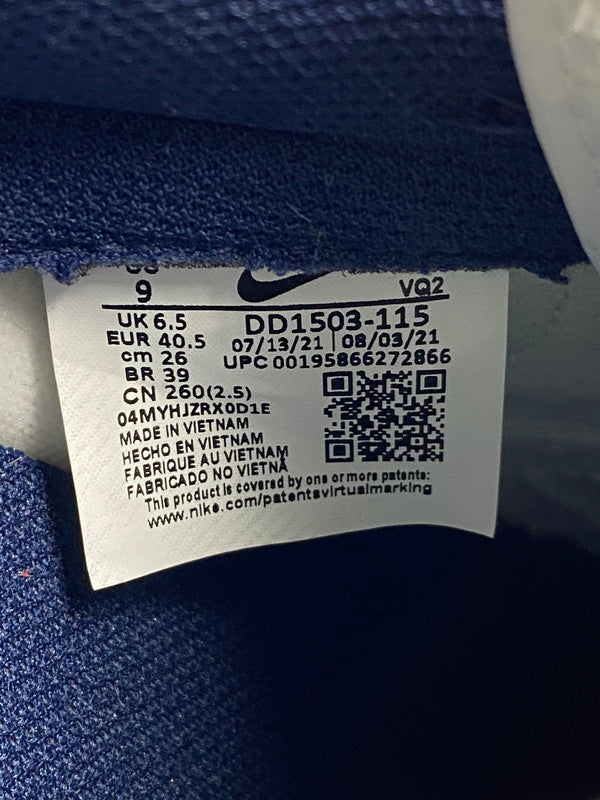 9
VQ2
UK 6.5
DD1503-115
EUR 40.5
07/13/21 | 08/03/21
cm 26
UPC 00195866272866
BR 39
CN 260(2.5)
04MYHJZRX0D1E
MADE IN VIETNAM
HECHO EN VIETNAM
FABRIQUE AU VIETNAM
FABRICADO NO VIETNÃ
This product is covered by one or more patents:
www.nike.com/patentsvirtualmarking